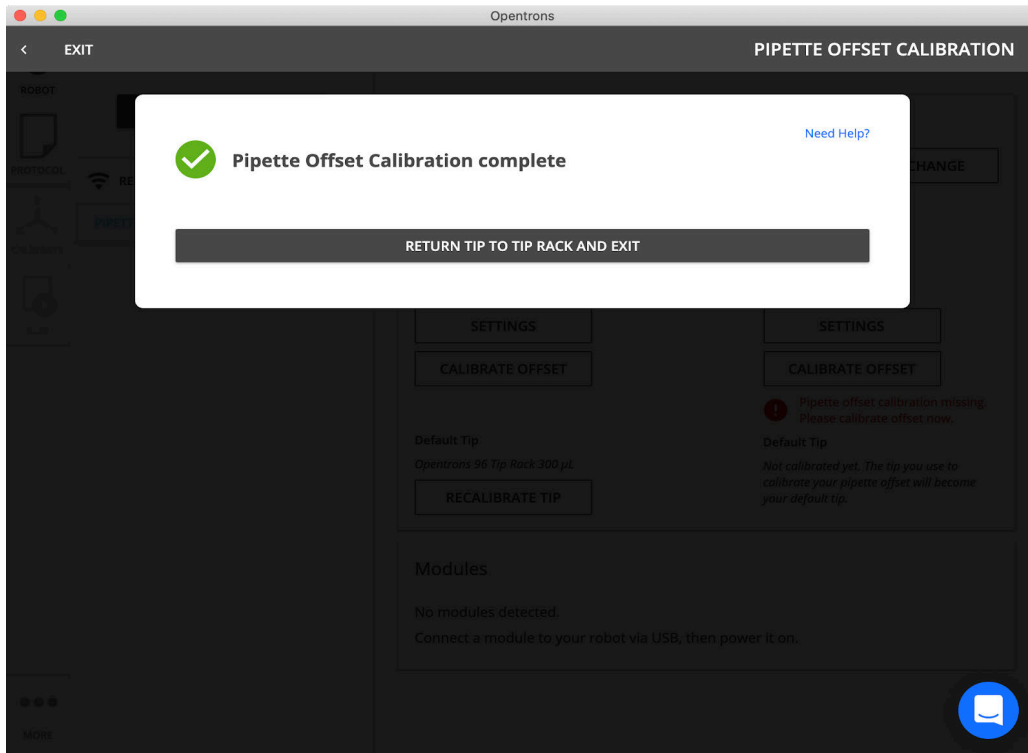 Opentrons
EXIT
PIPETTE OFFSET CALIBRATION
ROBOT
Need Help?
Pipette Offset Calibration complete
PROTOCOL
RE
CHANGE
RETURN TIP TO TIP RACK AND EXIT
CALIBRATE
RUN
SETTINGS
SETTINGS
CALIBRATE OFFSET
CALIBRATE OFFSET
Pipette offset calibration missing.
Please calibrate offset now.
Default Tip
Default Tip
Opentrons 96 Tip Rack 300 µL
Not calibrated yet. The tip you use to
calibrate your pipette offset will become
your default tip.
RECALIBRATE TIP
Modules
No modules detected.
Connect a module to your robot via USB, then power it on.
MORE